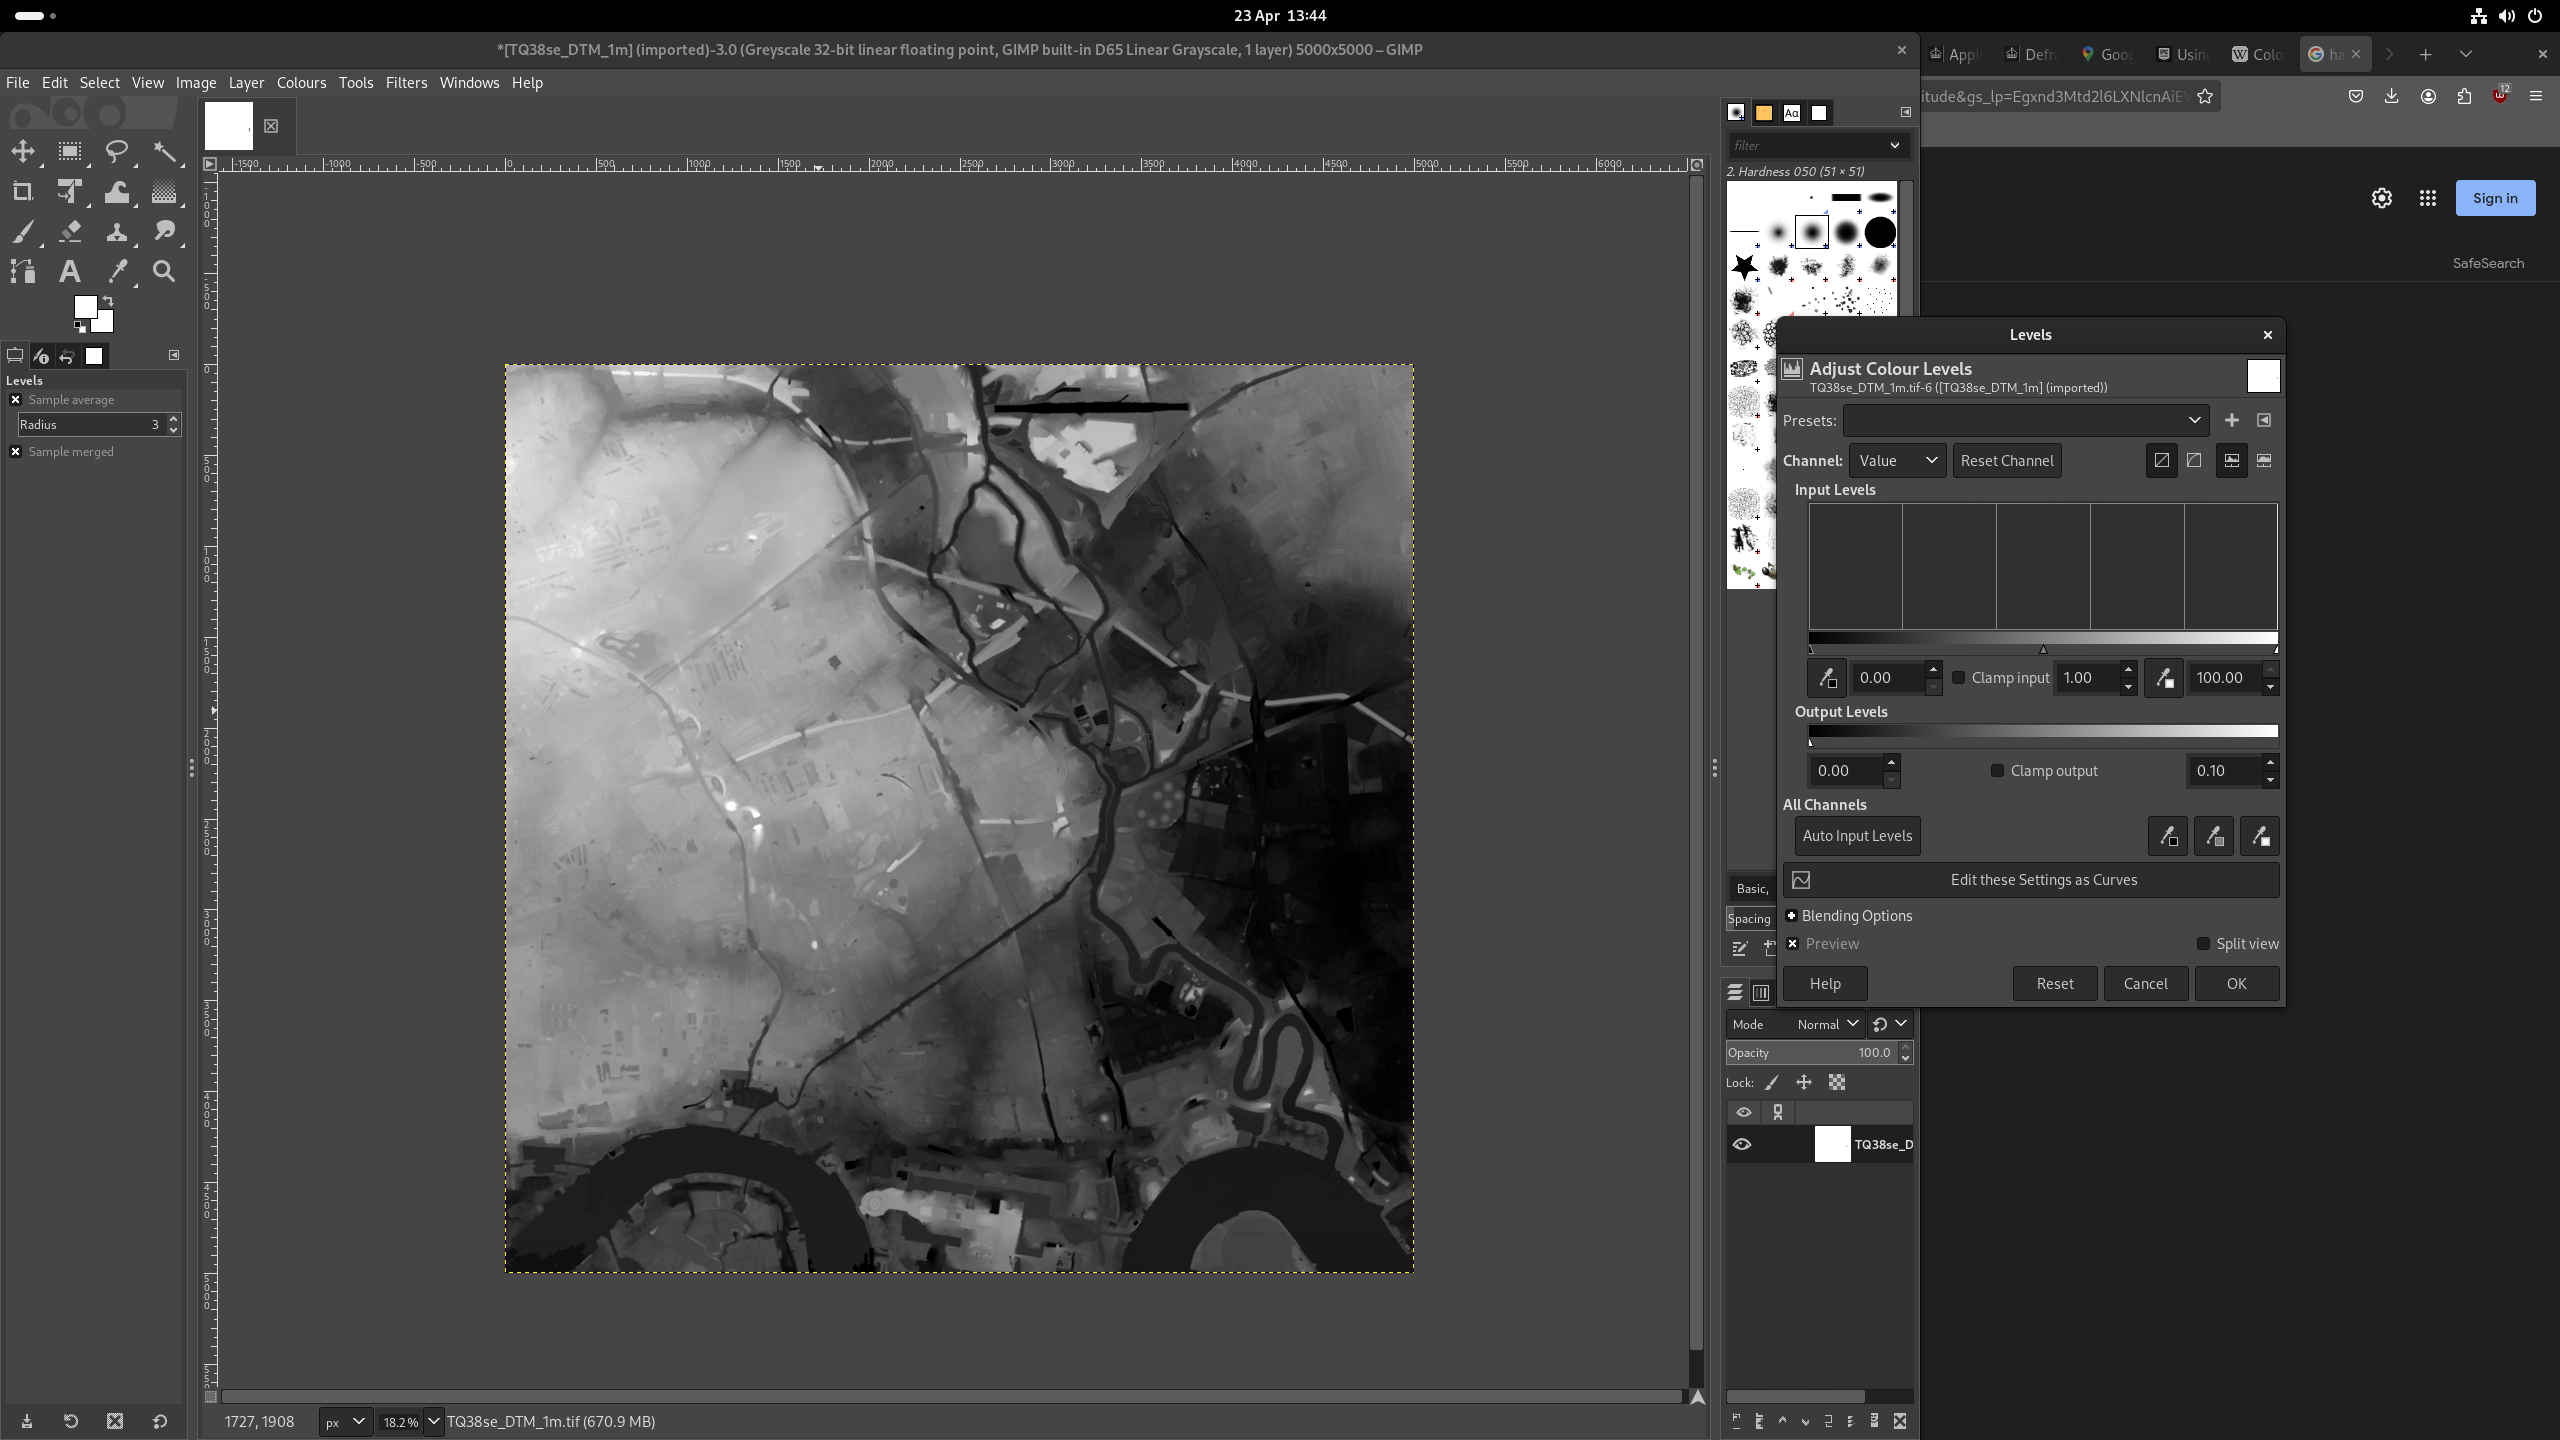 23 Apr 13:44
*[TQ38se_DTM_1m] (imported)-3.0 (Greyscale 32-bit linear floating point, GIMP built-in D65 Linear Grayscale, 1 layer) 5000x5000 – GIMP
Appli
Defr
Goog
Using
Colo
ha
File Edit Select View Image Layer Colours Tools Filters Windows Help
Sign in
SafeSearch
filter
2. Hardness 050 (51 × 51)
-1500 -1000 -500 0 500 1000 1500 2000 2500 3000 3500 4000 4500 5000 5500 6000
Levels
Sample average
Radius 3
Sample merged
Levels
Adjust Colour Levels
TQ38se_DTM_1m.tif-6 ([TQ38se_DTM_1m] (imported))
Presets:
Channel: Value Reset Channel
Input Levels
0.00 Clamp input 1.00 100.00
Output Levels
0.00 Clamp output 0.10
All Channels
Auto Input Levels
Edit these Settings as Curves
Blending Options
Preview Split view
Help Reset Cancel OK
Basic,
Spacing
Mode Normal
Opacity 100.0
Lock:
TQ38se_D
1727, 1908 px 18.2% TQ38se_DTM_1m.tif (670.9 MB)